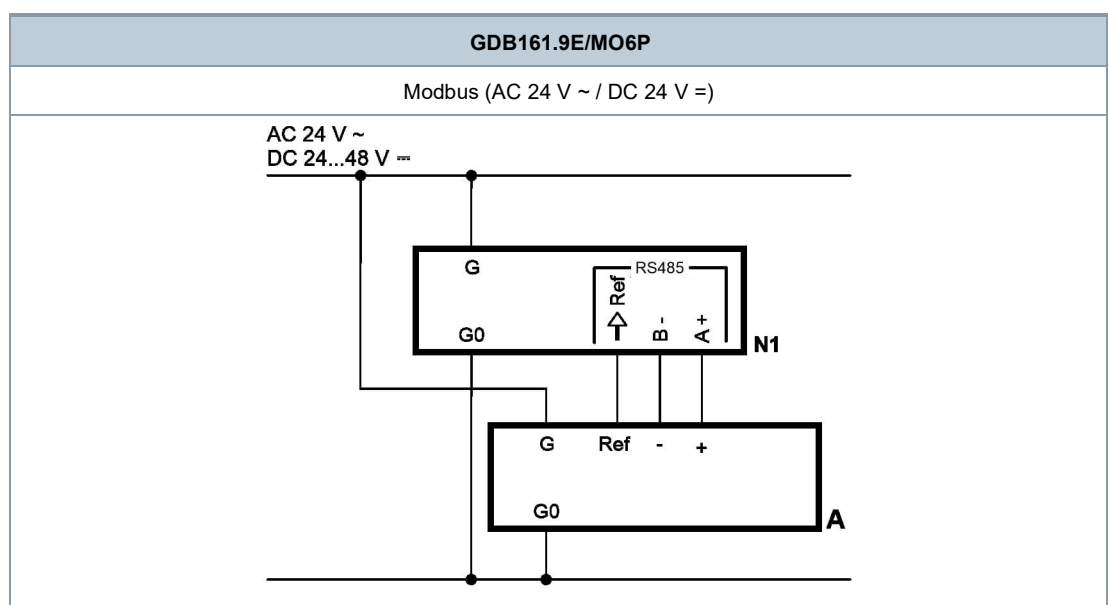 GDB161.9E/MO6P
Modbus (AC 24 V ~ / DC 24 V =)
AC 24 V ~
DC 24...48 V ⎓
G
RS485
Ref
B -
A +
G0
N1
G
Ref
-
+
G0
A